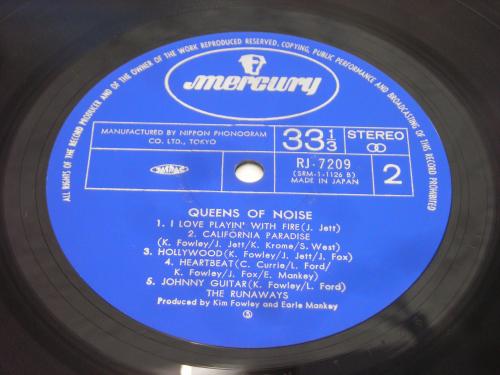 ALL RIGHTS OF THE RECORD PRODUCER AND OF THE OWNER OF THE WORK REPRODUCED RESERVED, COPYING, PUBLIC PERFORMANCE AND BROADCASTING OF THIS RECORD PROHIBITED
mercury
MANUFACTURED BY NIPPON PHONOGRAM
CO. LTD., TOKYO
33 1/3
STEREO
RJ-7209
(SRM-1-1126 B)
MADE IN JAPAN
2
QUEENS OF NOISE
1. I LOVE PLAYIN' WITH FIRE(J. Jett)
2. CALIFORNIA PARADISE
(K. Fowley/J. Jett/K. Krome/S. West)
3. HOLLYWOOD(K. Fowley/J. Jett/J. Fox)
4. HEARTBEAT(C. Currie/L. Ford/
K. Fowley/J. Jett/J. Fox/E. Mankey)
5. JOHNNY GUITAR(K. Fowley/L. Ford)
THE RUNAWAYS
Produced by Kim Fowley and Earle Mankey